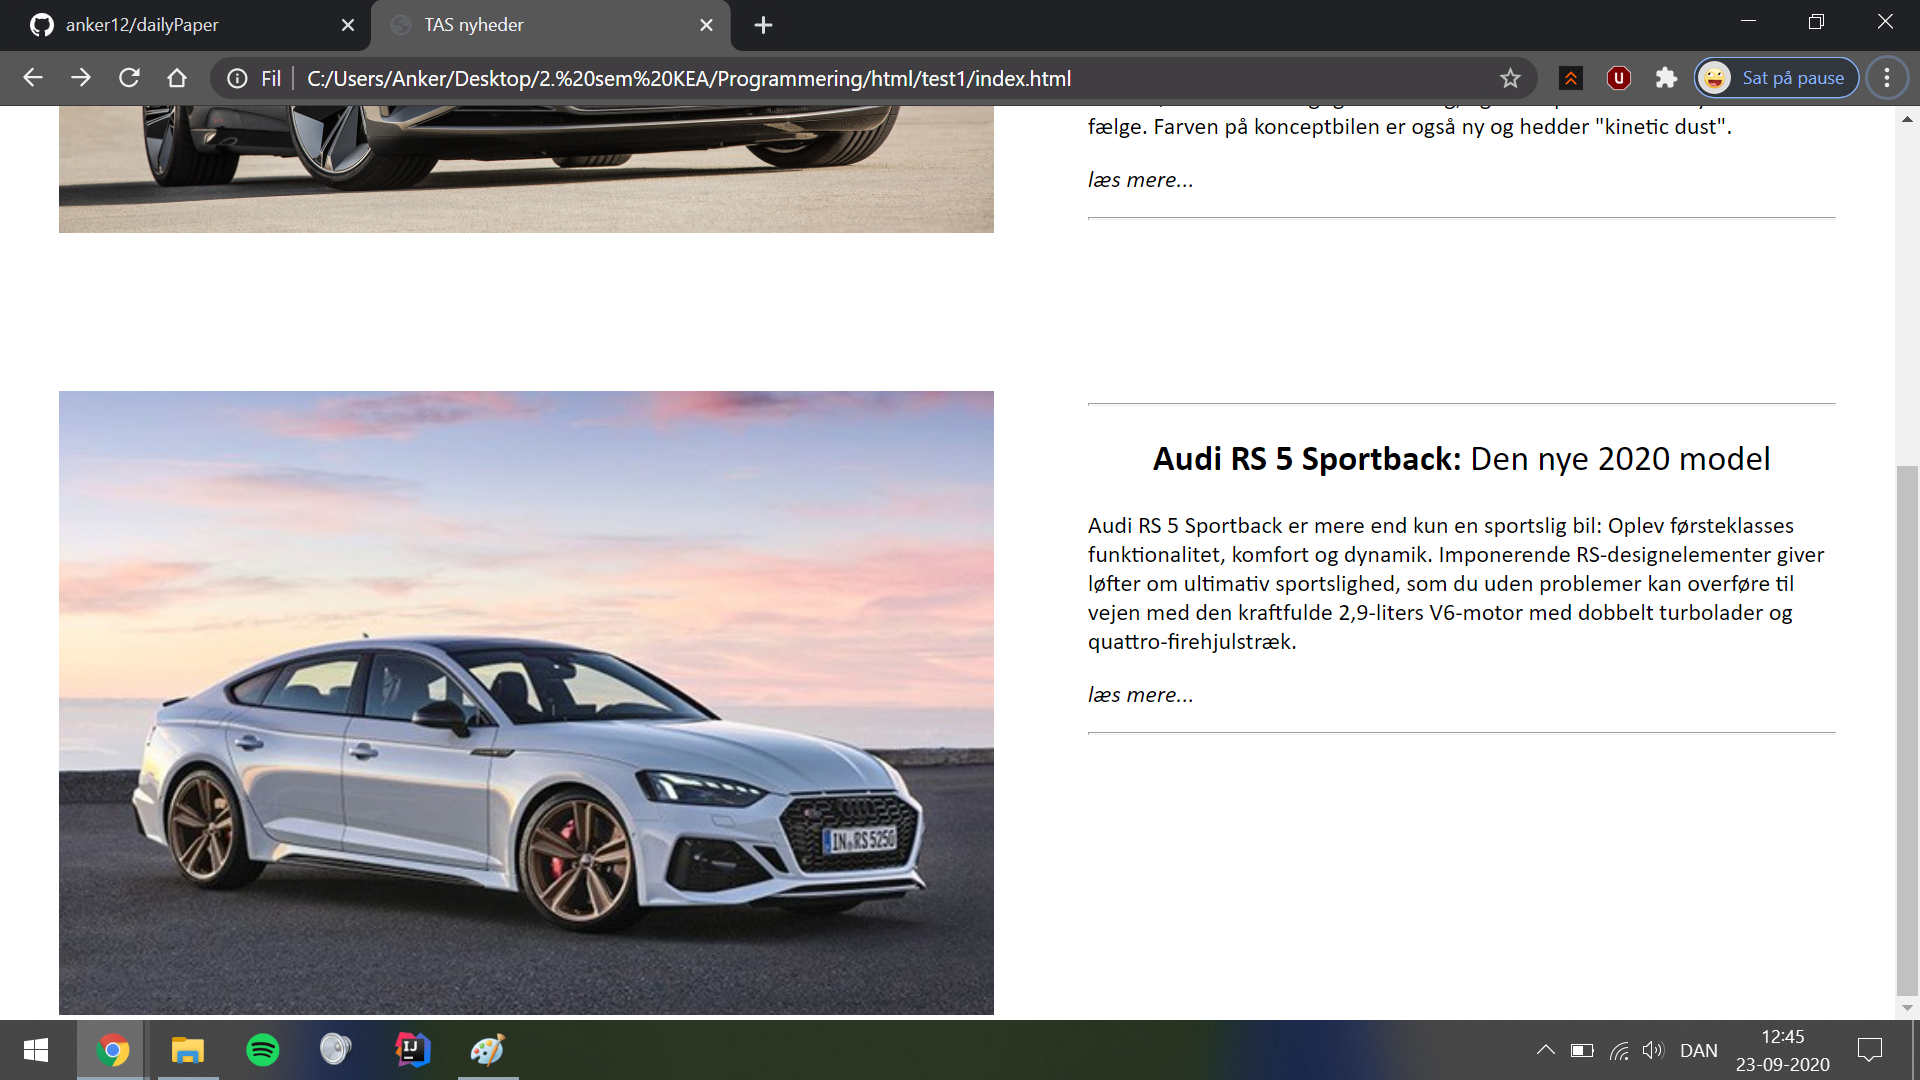 anker12/dailyPaper
TAS nyheder
Fil
C:/Users/Anker/Desktop/2.%20sem%20KEA/Programmering/html/test1/index.html
Sat på pause
fælge. Farven på konceptbilen er også ny og hedder "kinetic dust".
læs mere...
Audi RS 5 Sportback: Den nye 2020 model
Audi RS 5 Sportback er mere end kun en sportslig bil: Oplev førsteklasses
funktionalitet, komfort og dynamik. Imponerende RS-designelementer giver
løfter om ultimativ sportslighed, som du uden problemer kan overføre til
vejen med den kraftfulde 2,9-liters V6-motor med dobbelt turbolader og
quattro-firehjulstræk.
læs mere...
IN RS 5250
IJ
DAN
12:45
23-09-2020